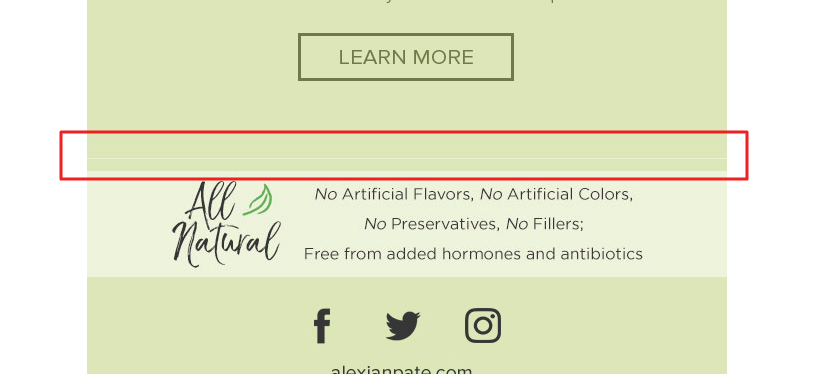 LEARN MORE
All Natural
No Artificial Flavors, No Artificial Colors,
No Preservatives, No Fillers;
Free from added hormones and antibiotics
alexianpate.com